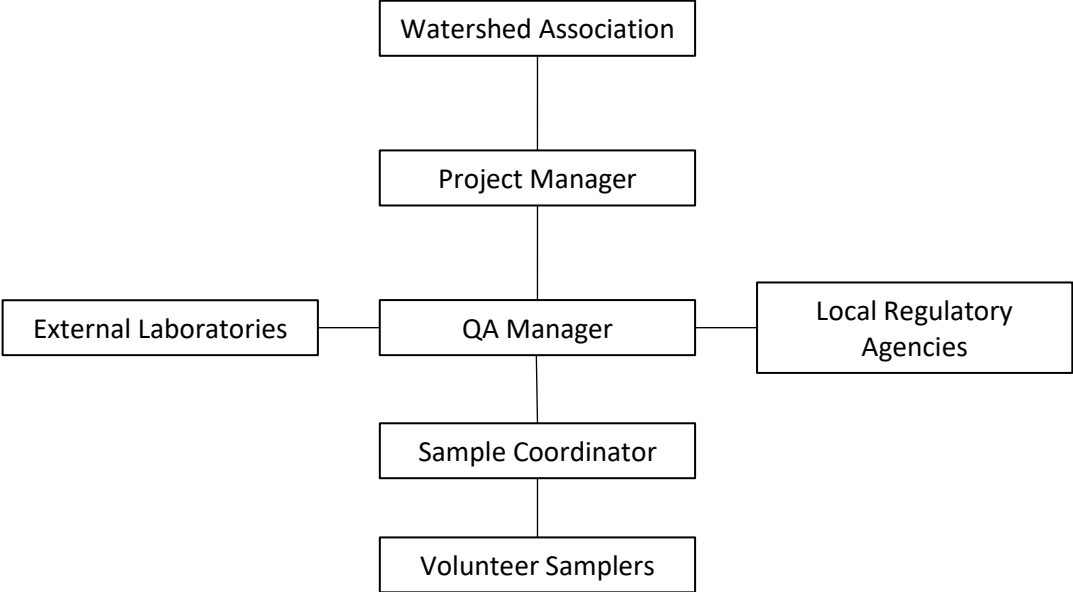 Watershed Association
Project Manager
External Laboratories
QA Manager
Local Regulatory
Agencies
Sample Coordinator
Volunteer Samplers